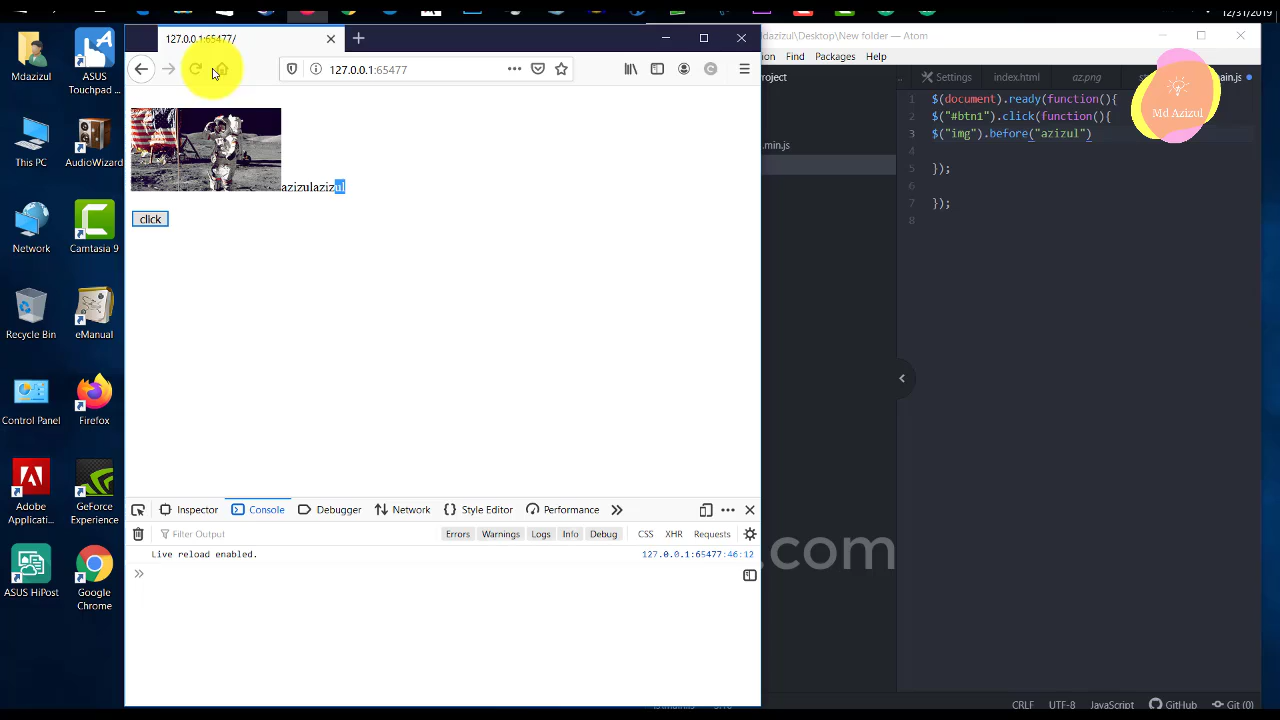 12/31/2019
127.0.0.1:65477/
127.0.0.1:65477
azizulazizul
click
Inspector
Console
Debugger
Network
Style Editor
Performance
Filter Output
Errors
Warnings
Logs
Info
Debug
CSS
XHR
Requests
Live reload enabled.
127.0.0.1:65477:46:12
Mdazizul
ASUS
Touchpad ...
This PC
AudioWizard
Network
Camtasia 9
Recycle Bin
eManual
Control Panel
Firefox
Adobe
Applicati...
GeForce
Experience
ASUS HiPost
Google
Chrome
dazizul\Desktop\New folder — Atom
Find
Packages
Help
roject
.min.js
Settings
index.html
az.png
ain.js
1 $(document).ready(function(){
2 $("#btn1").click(function(){
3 $("img").before("azizul")
4
5 });
6
7 });
8
Md Azizul
.com
CRLF
UTF-8
JavaScript
GitHub
Git (0)